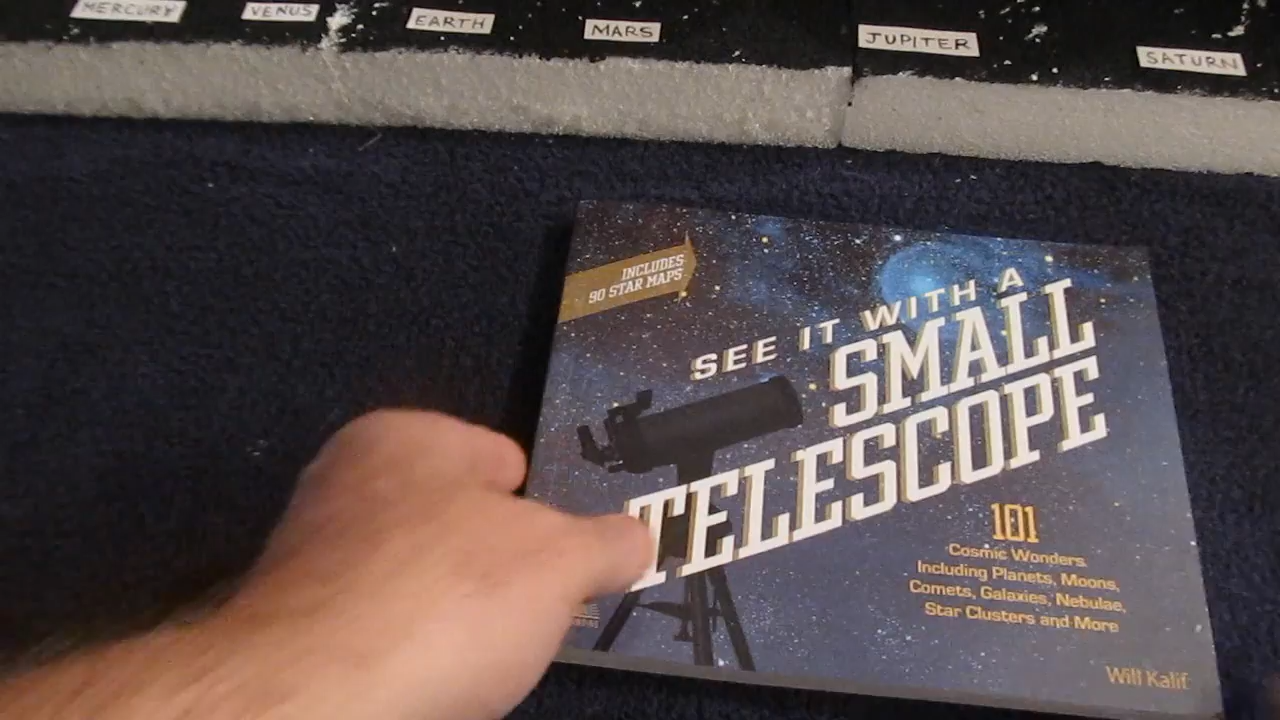 MERCURY
VENUS
EARTH
MARS
JUPITER
SATURN
INCLUDES
90 STAR MAPS
SEE IT WITH A
SMALL
TELESCOPE
101
Cosmic Wonders
Including Planets, Moons,
Comets, Galaxies, Nebulae,
Star Clusters and More
Will Kalif